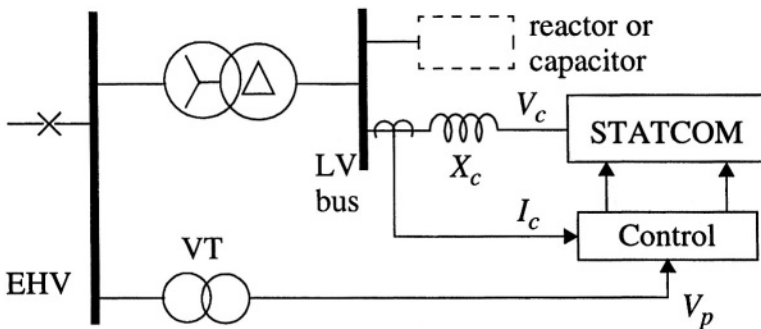 reactor or
capacitor
V_c
STATCOM
LV
bus
X_c
I_c
Control
VT
EHV
V_p